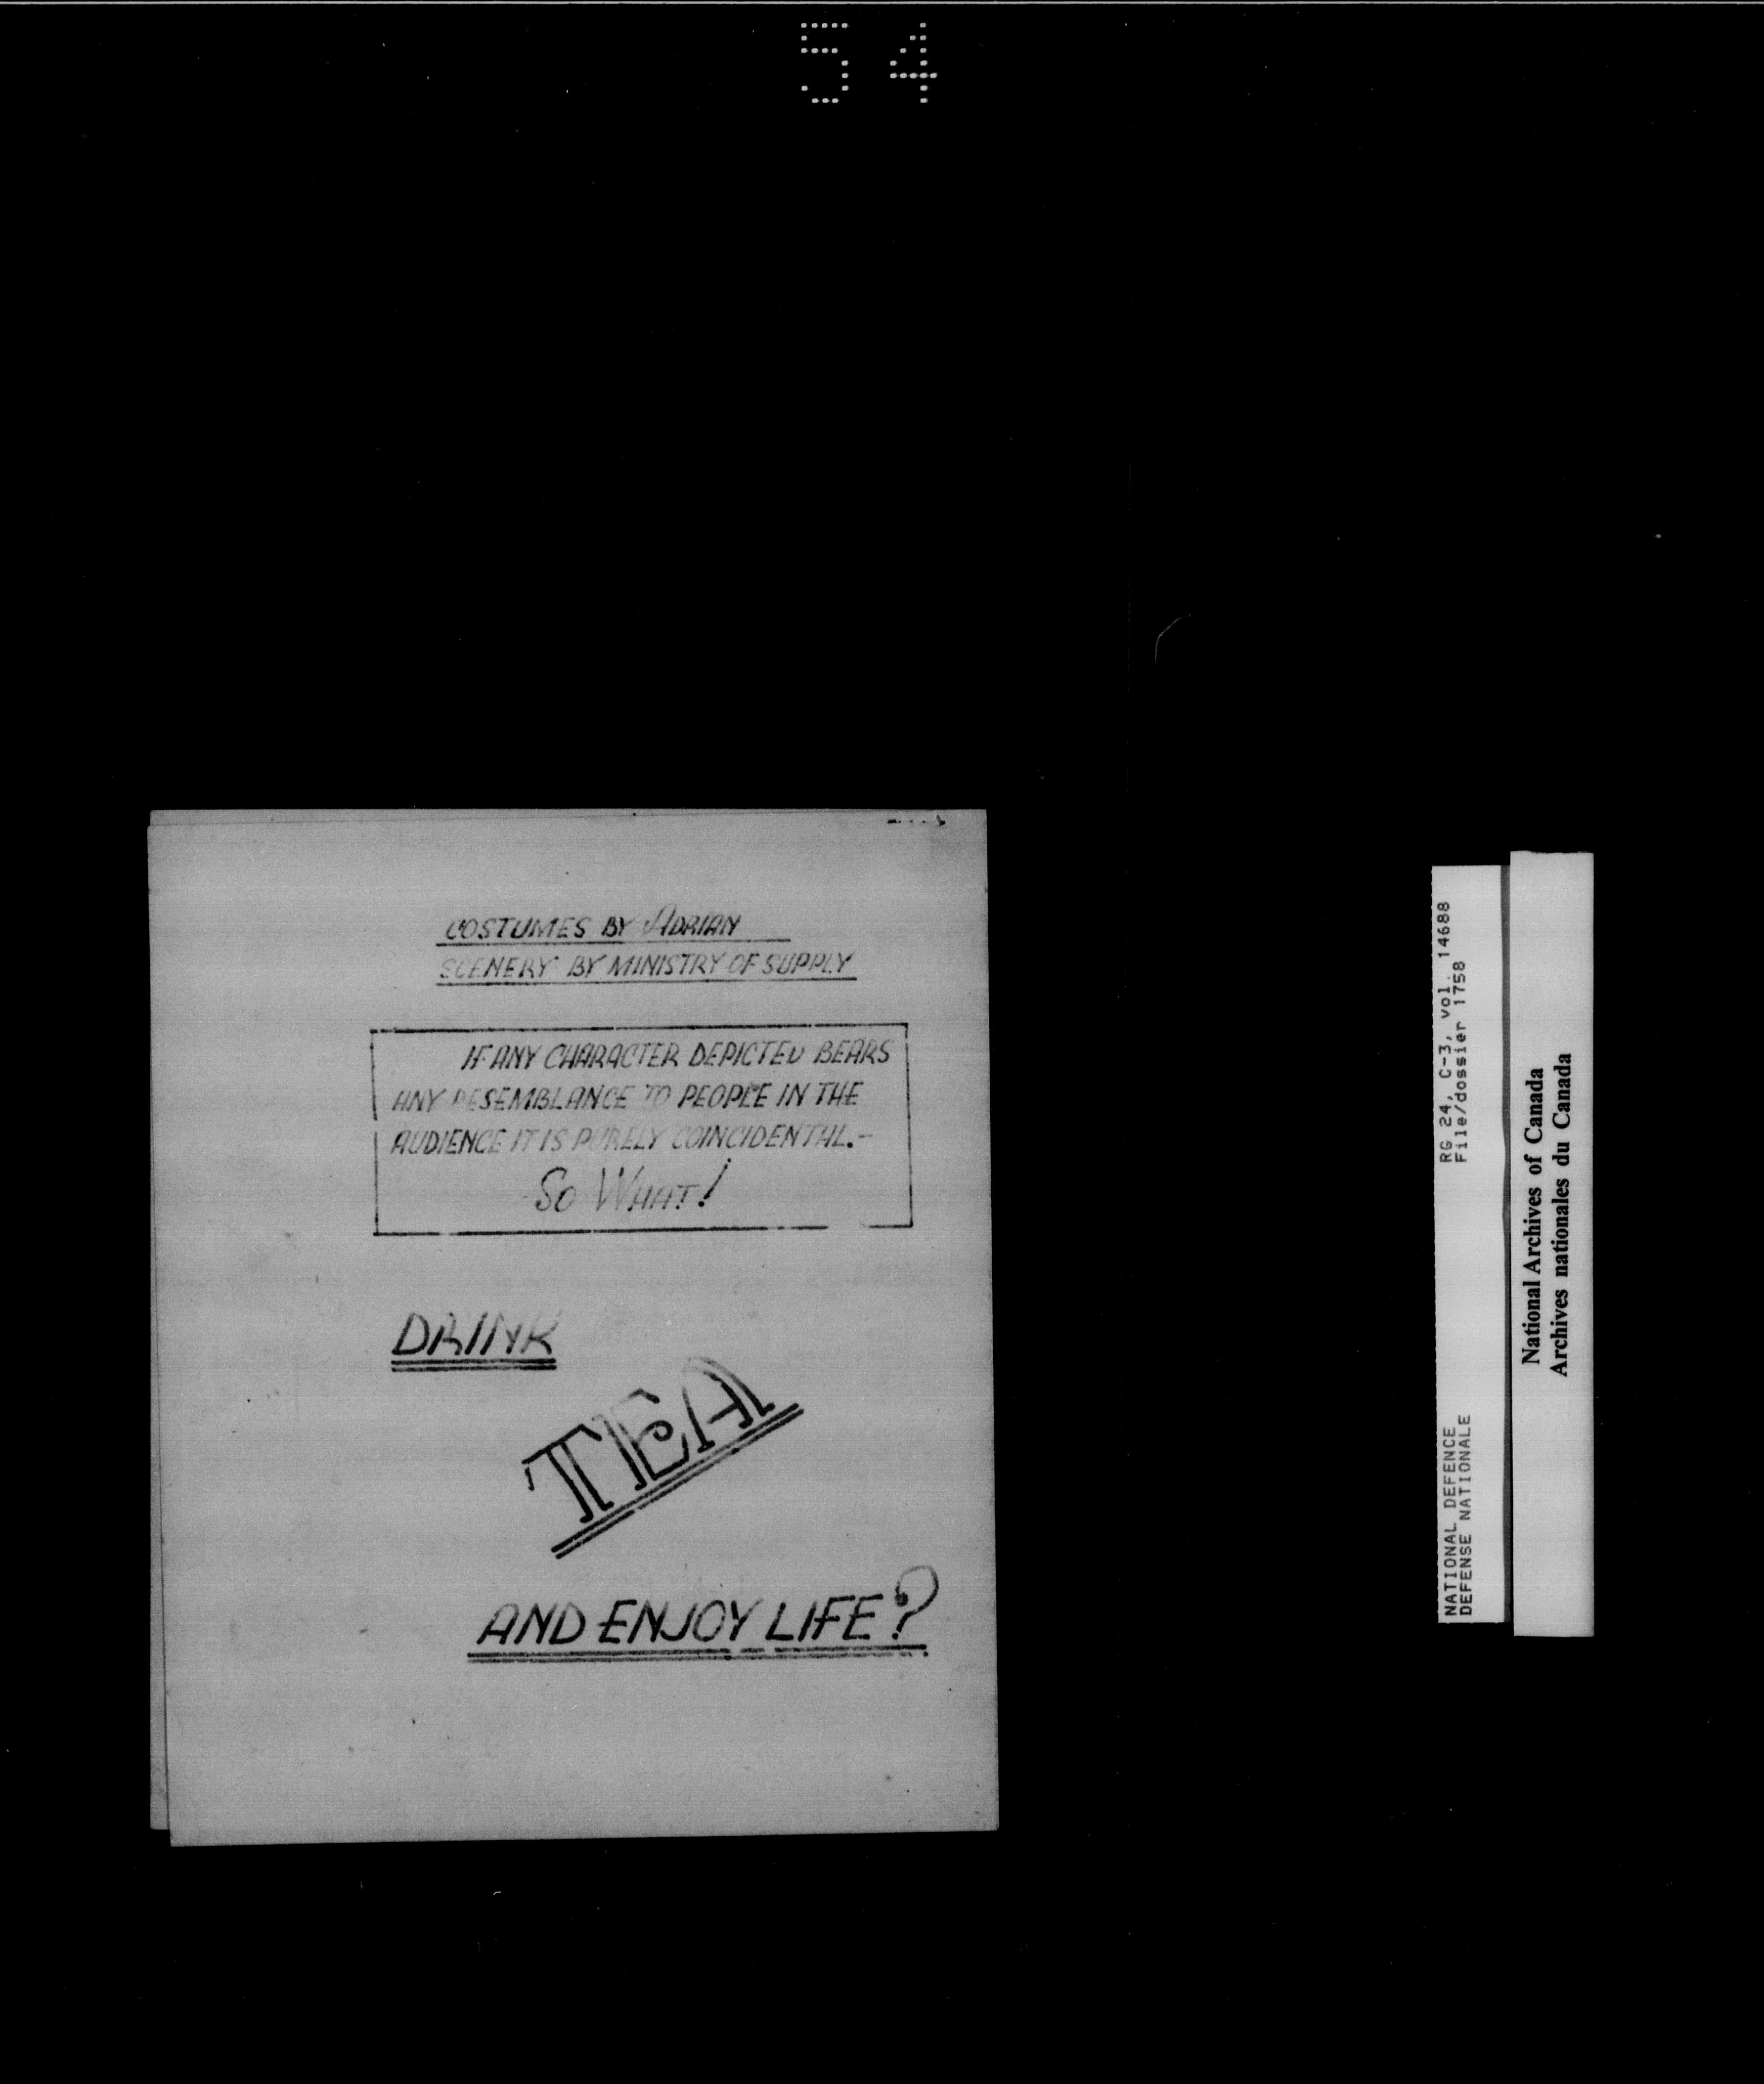 54
COSTUMES BY ADRIAN
SCENERY BY MINISTRY OF SUPPLY
IF ANY CHARACTER DEPICTED BEARS
ANY RESEMBLANCE TO PEOPLE IN THE
AUDIENCE IT IS PURELY COINCIDENTAL.-
SO WHAT!
DRINK
TEA
AND ENJOY LIFE?
RG 24, C-3, vol. 14688
File/dossier 1758
NATIONAL DEFENCE
DEFENSE NATIONALE
National Archives of Canada
Archives nationales du Canada